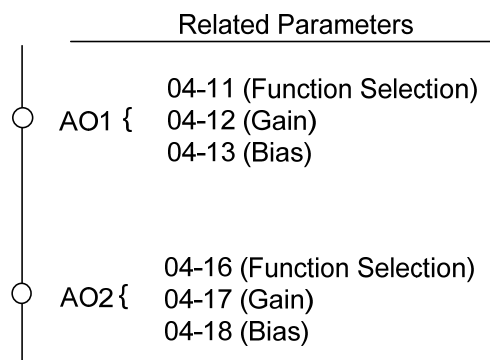 Related Parameters
04-11 (Function Selection)
AO1 { 04-12 (Gain)
04-13 (Bias)
04-16 (Function Selection)
AO2 { 04-17 (Gain)
04-18 (Bias)